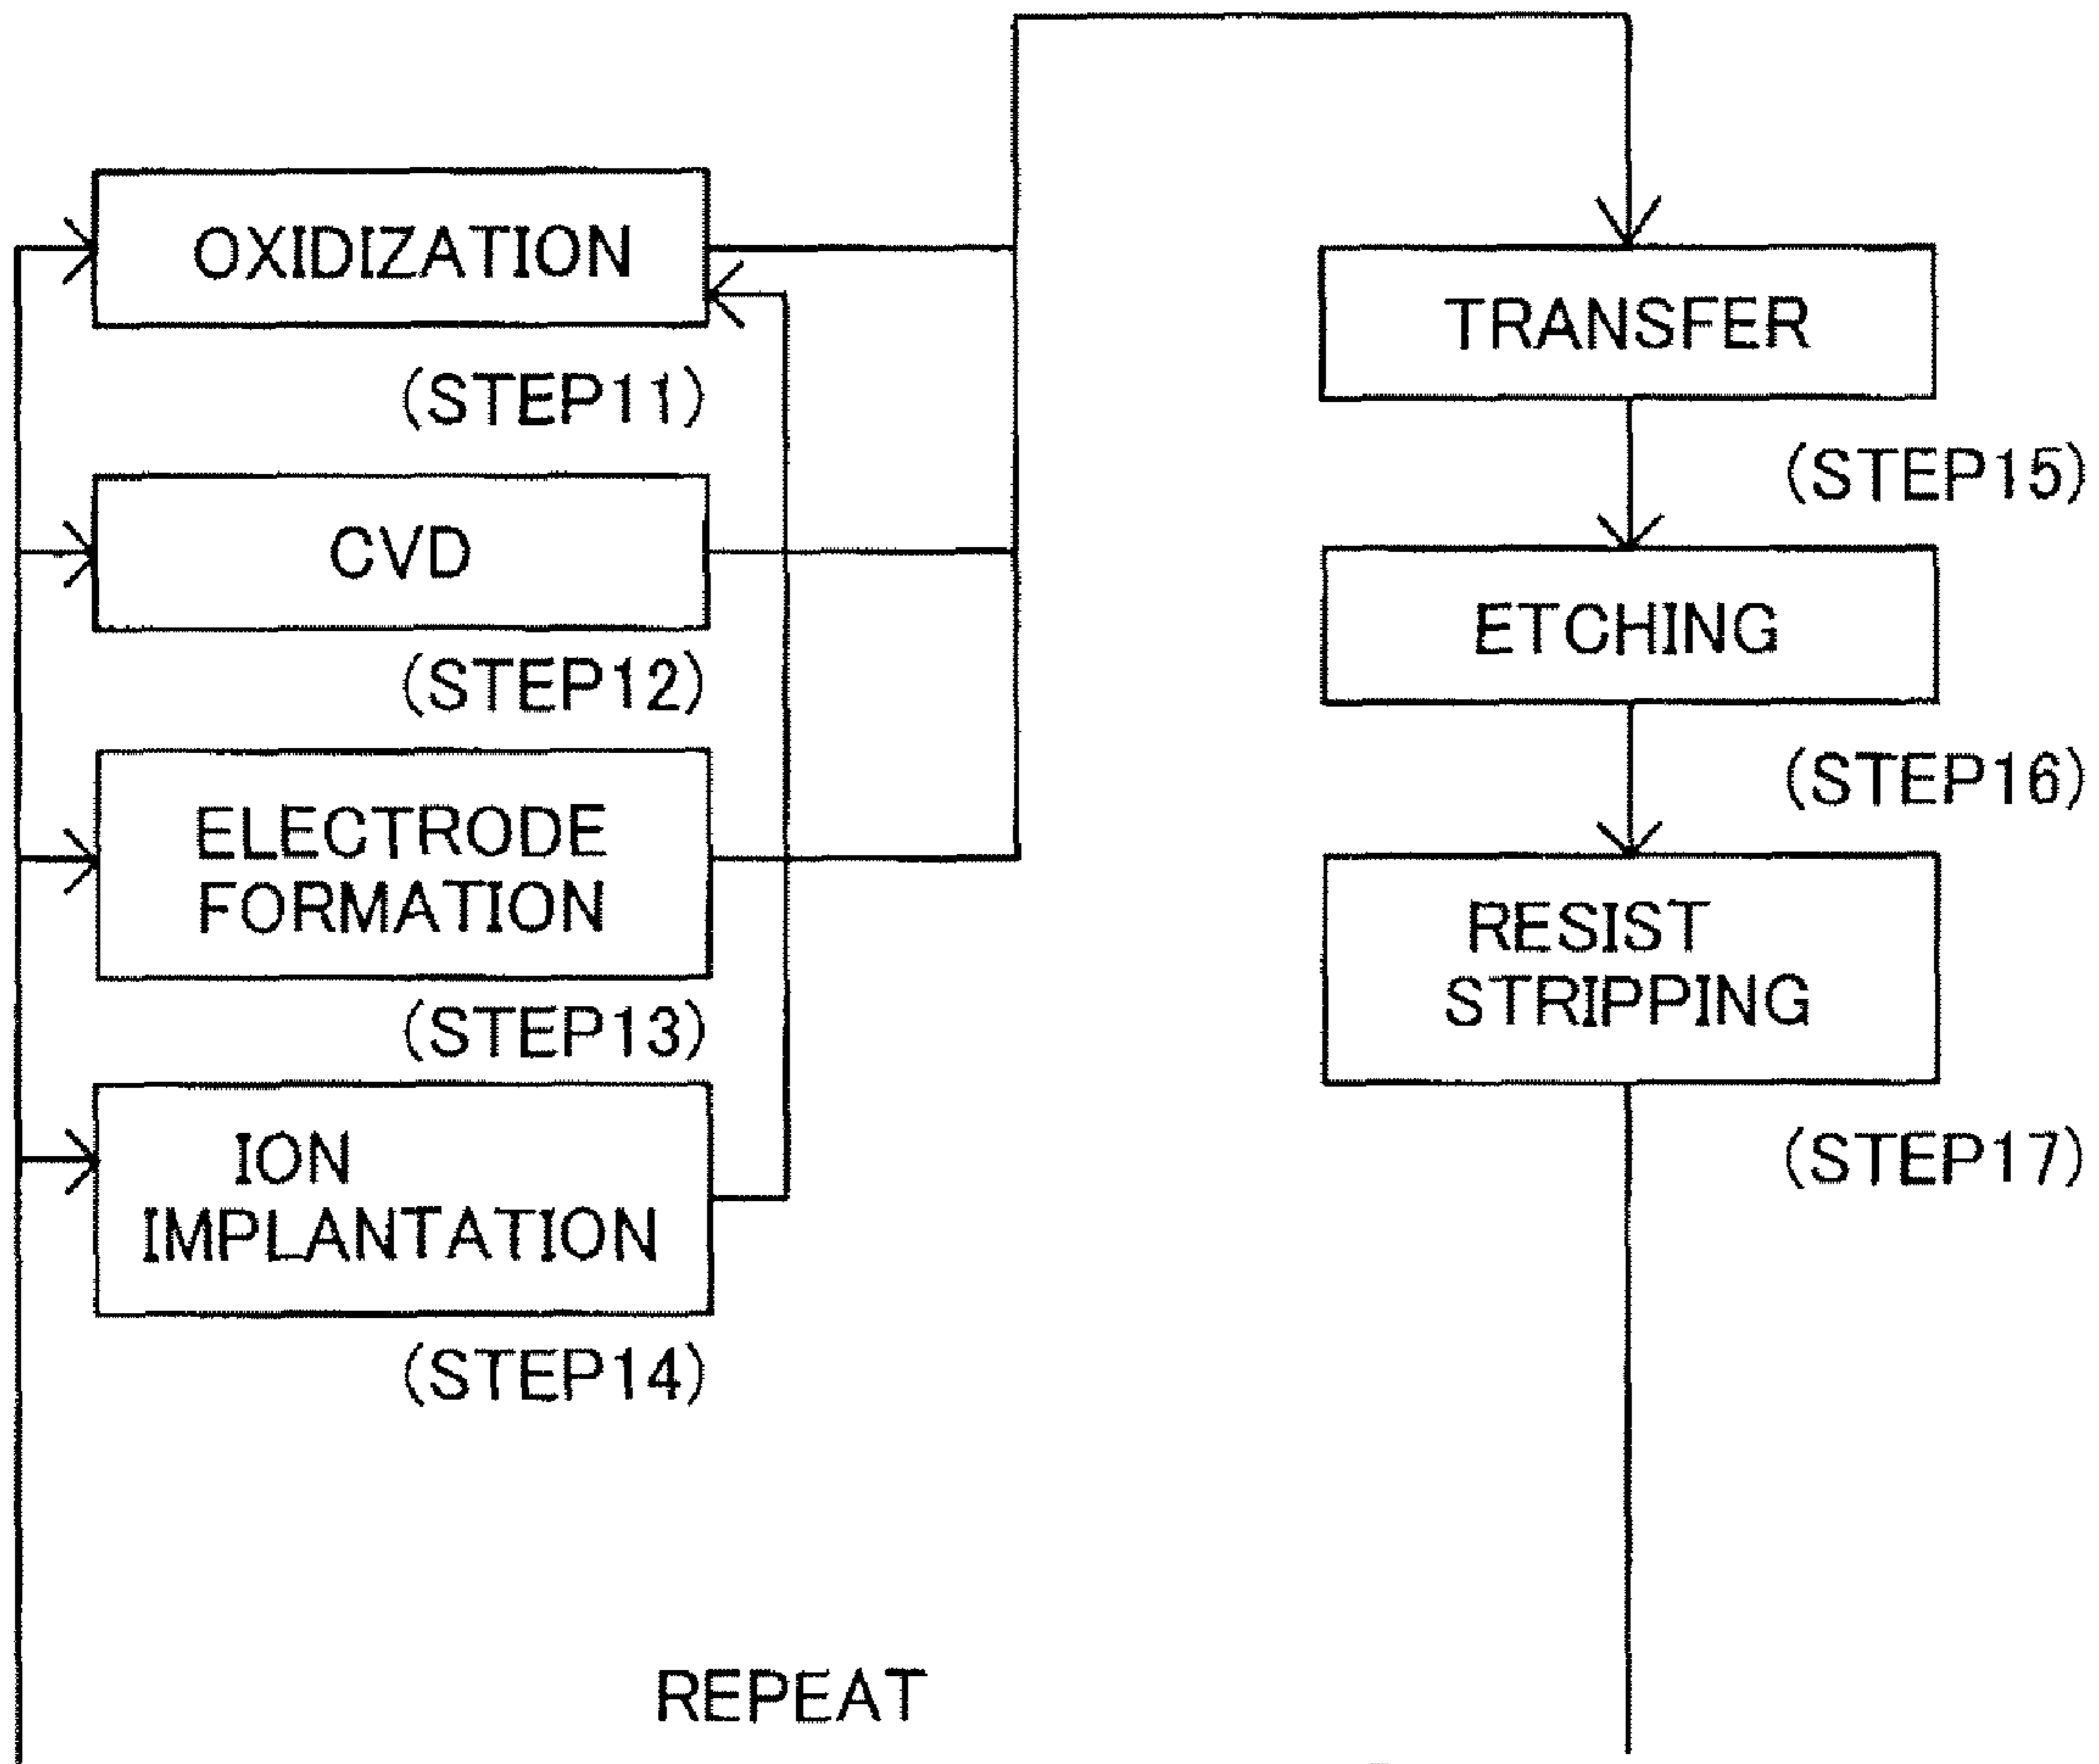 OXIDIZATION
(STEP11)
CVD
(STEP12)
ELECTRODE
FORMATION
(STEP13)
ION
IMPLANTATION
(STEP14)
TRANSFER
(STEP15)
ETCHING
(STEP16)
RESIST
STRIPPING
(STEP17)
REPEAT